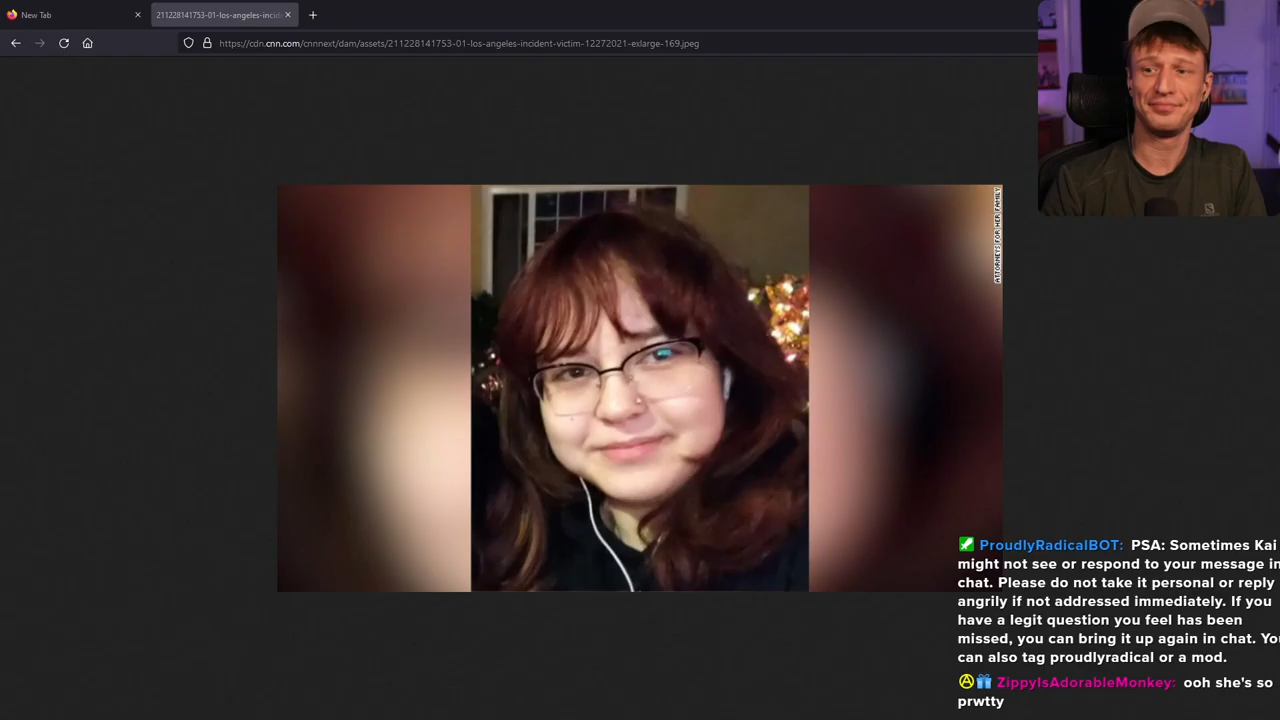 New Tab
211228141753-01-los-angeles-incid
https://cdn.cnn.com/cnnnext/dam/assets/211228141753-01-los-angeles-incident-victim-12272021-exlarge-169.jpeg
ATTORNEYS FOR HER FAMILY
ProudlyRadicalBOT: PSA: Sometimes Kai
might not see or respond to your message in
chat. Please do not take it personal or reply
angrily if not addressed immediately. If you
have a legit question you feel has been
missed, you can bring it up again in chat. You
can also tag proudlyradical or a mod.
ZippyIsAdorableMonkey: ooh she's so
prwtty